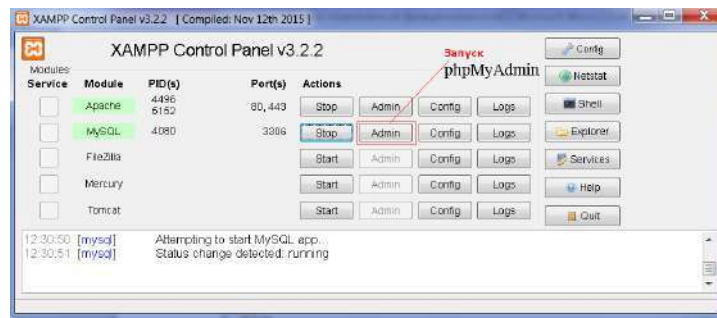 XAMPP Control Panel v3.2.2 [ Compiled: Nov 12th 2015 ]
XAMPP Control Panel v3.2.2
Запуск
phpMyAdmin
Config
Netstat
Shell
Explorer
Services
Help
Quit
Modules
Service Module PID(s) Port(s) Actions
Apache 4496 6152 80, 443 Stop Admin Config Logs
MySQL 4080 3306 Stop Admin Config Logs
FileZilla Start Admin Config Logs
Mercury Start Admin Config Logs
Tomcat Start Admin Config Logs
12:30:50 [mysql] Attempting to start MySQL app...
12:30:51 [mysql] Status change detected: running